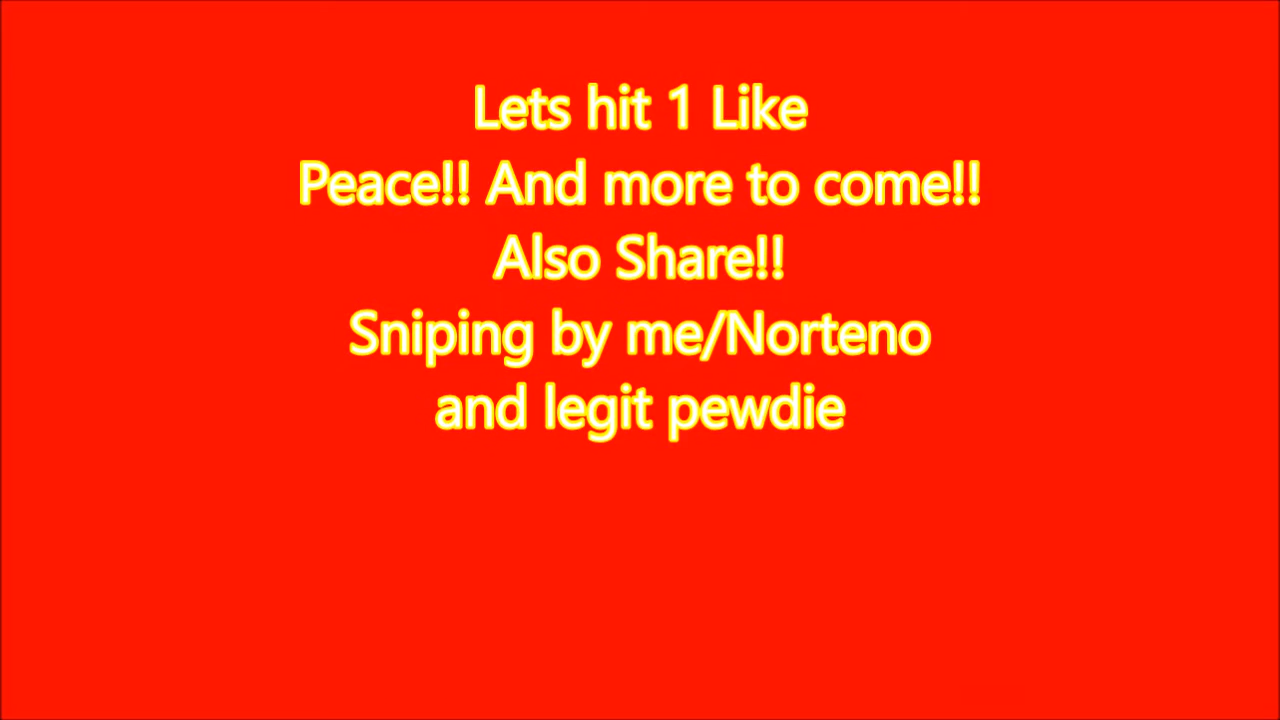 Lets hit 1 Like
Peace!! And more to come!!
Also Share!!
Sniping by me/Norteno
and legit pewdie